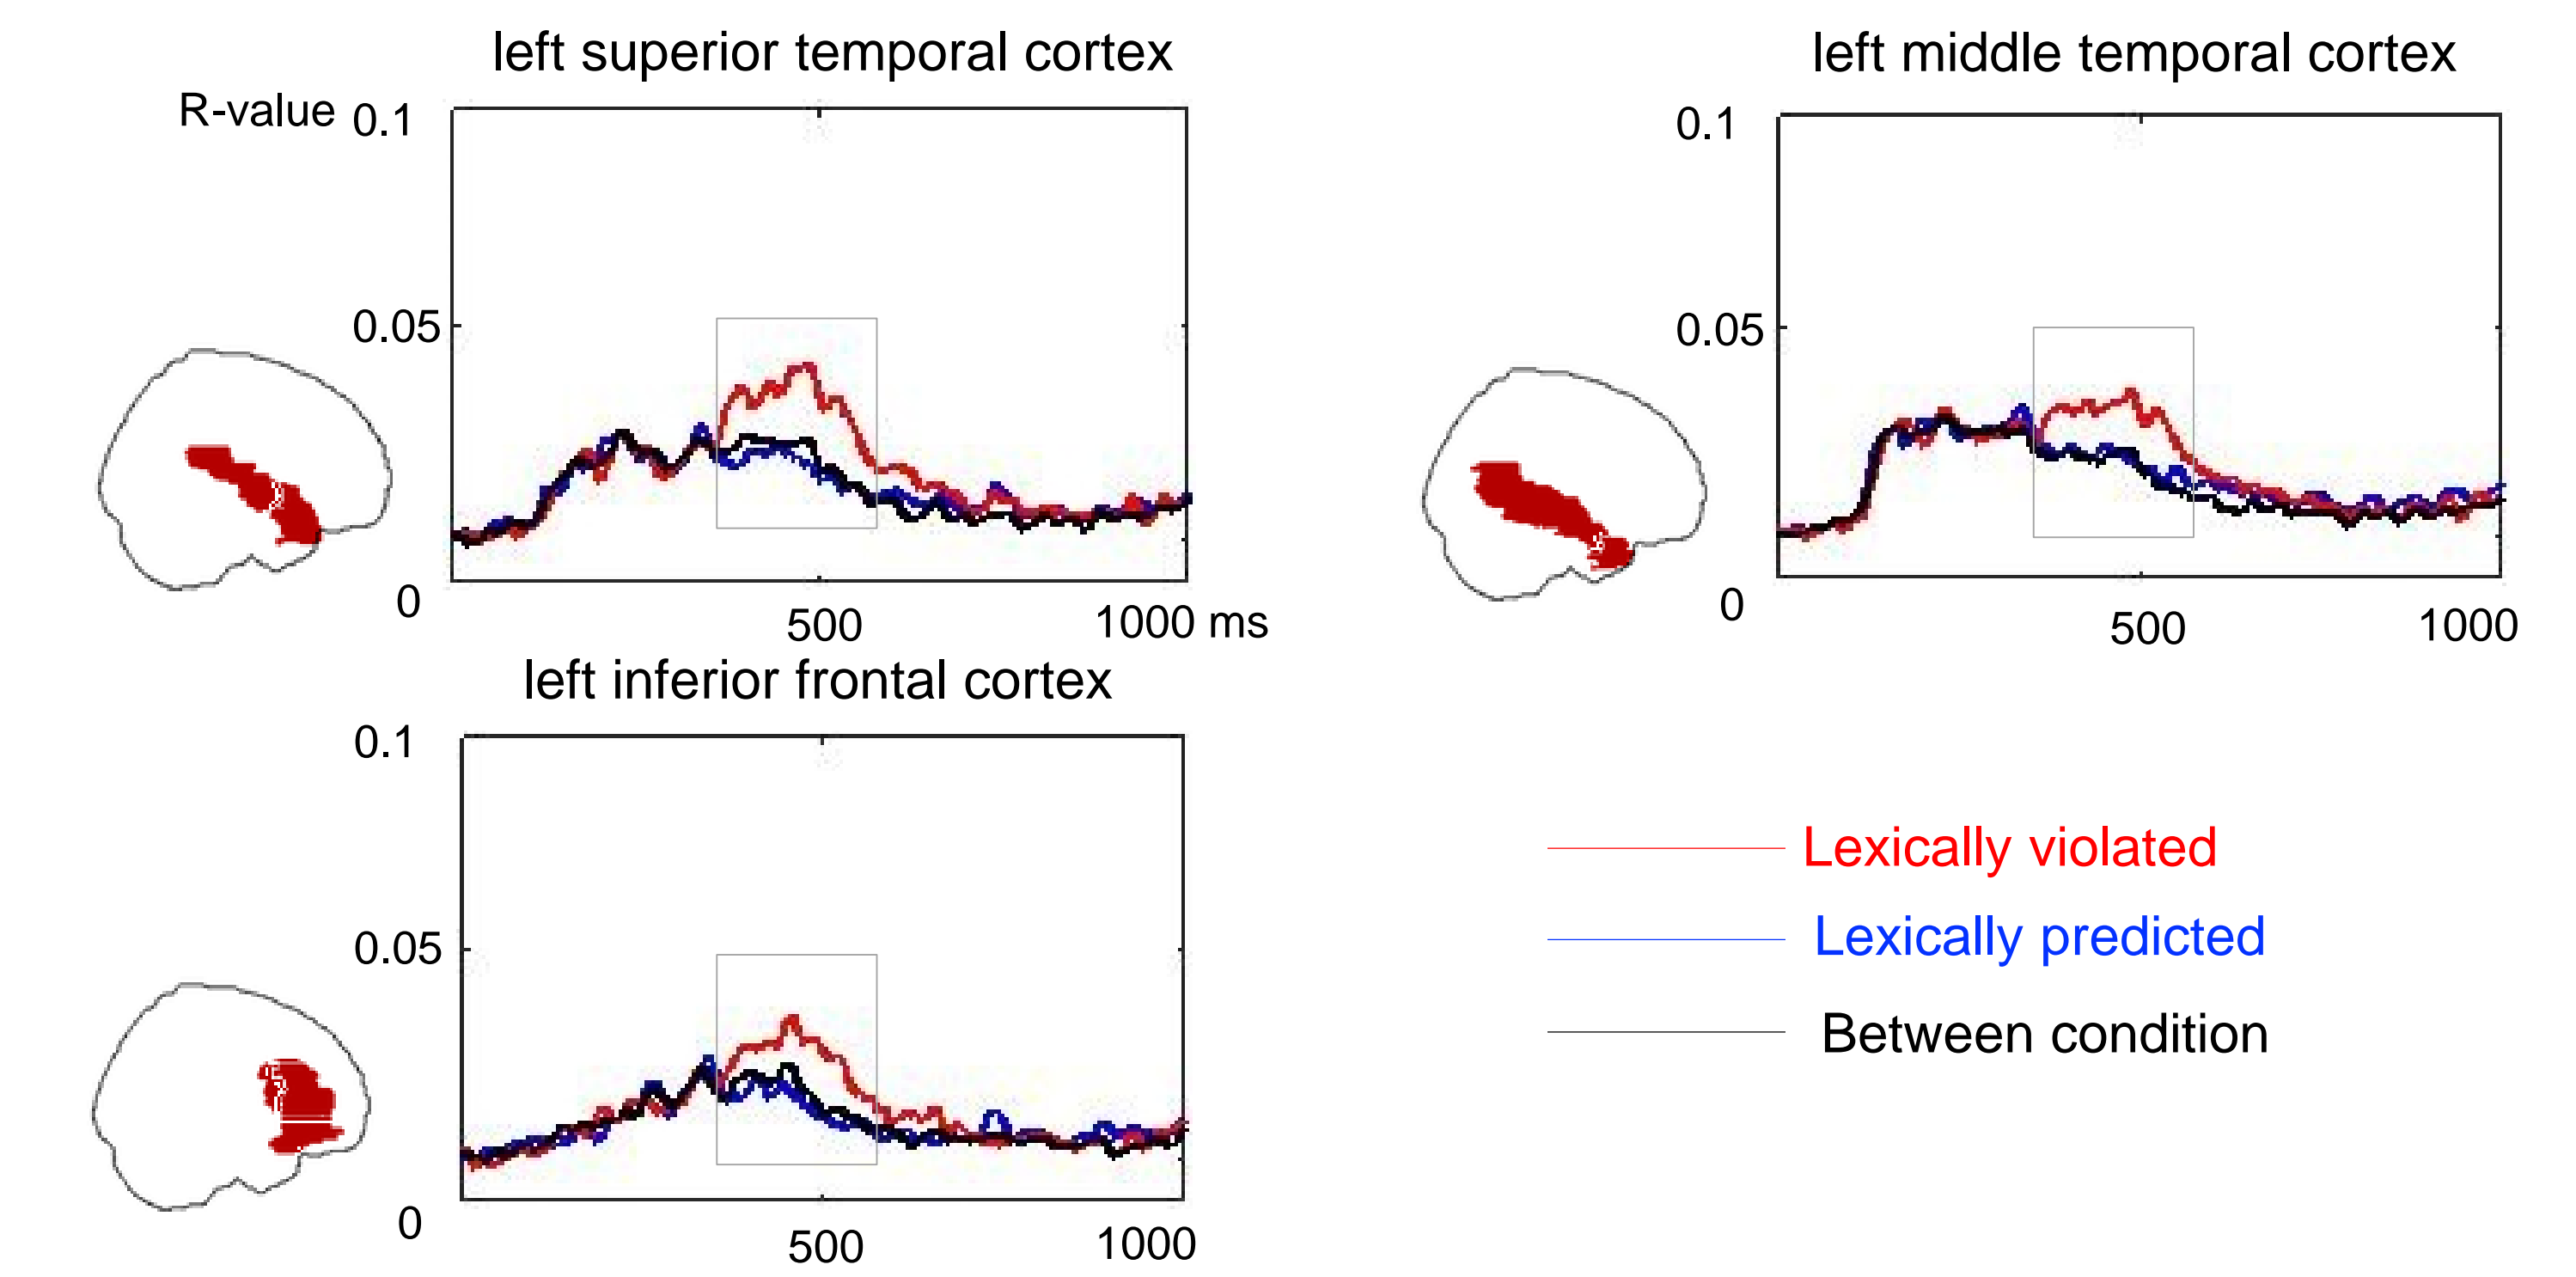 left superior temporal cortex
R-value
0.1
0.05
0
500
1000 ms
left middle temporal cortex
0.1
0.05
0
500
1000
left inferior frontal cortex
0.1
0.05
0
500
1000
Lexically violated
Lexically predicted
Between condition